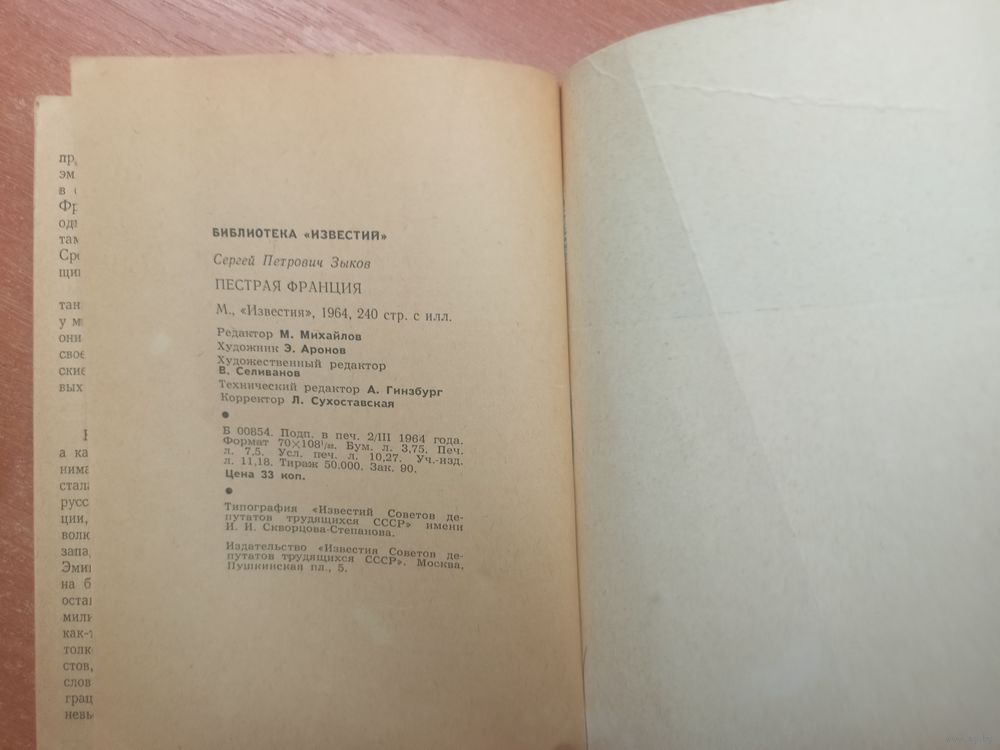 БИБЛИОТЕКА «ИЗВЕСТИЙ»
Сергей Петрович Зыков
ПЕСТРАЯ ФРАНЦИЯ
М., «Известия», 1964, 240 стр. с илл.
Редактор М. Михайлов
Художник Э. Аронов
Художественный редактор
В. Селиванов
Технический редактор А. Гинзбург
Корректор Л. Сухоставская
●
Б 00854. Подп. в печ. 2/III 1964 года.
Формат 70×108¹/₃₂. Бум. л. 3,75. Печ.
л. 7,5. Усл. печ. л. 10,27. Уч.-изд.
л. 11,18. Тираж 50.000. Зак. 90.
Цена 33 коп.
●
Типография «Известий Советов де-
путатов трудящихся СССР» имени
И. И. Скворцова-Степанова.
Издательство «Известия Советов де-
путатов трудящихся СССР». Москва,
Пушкинская пл., 5.